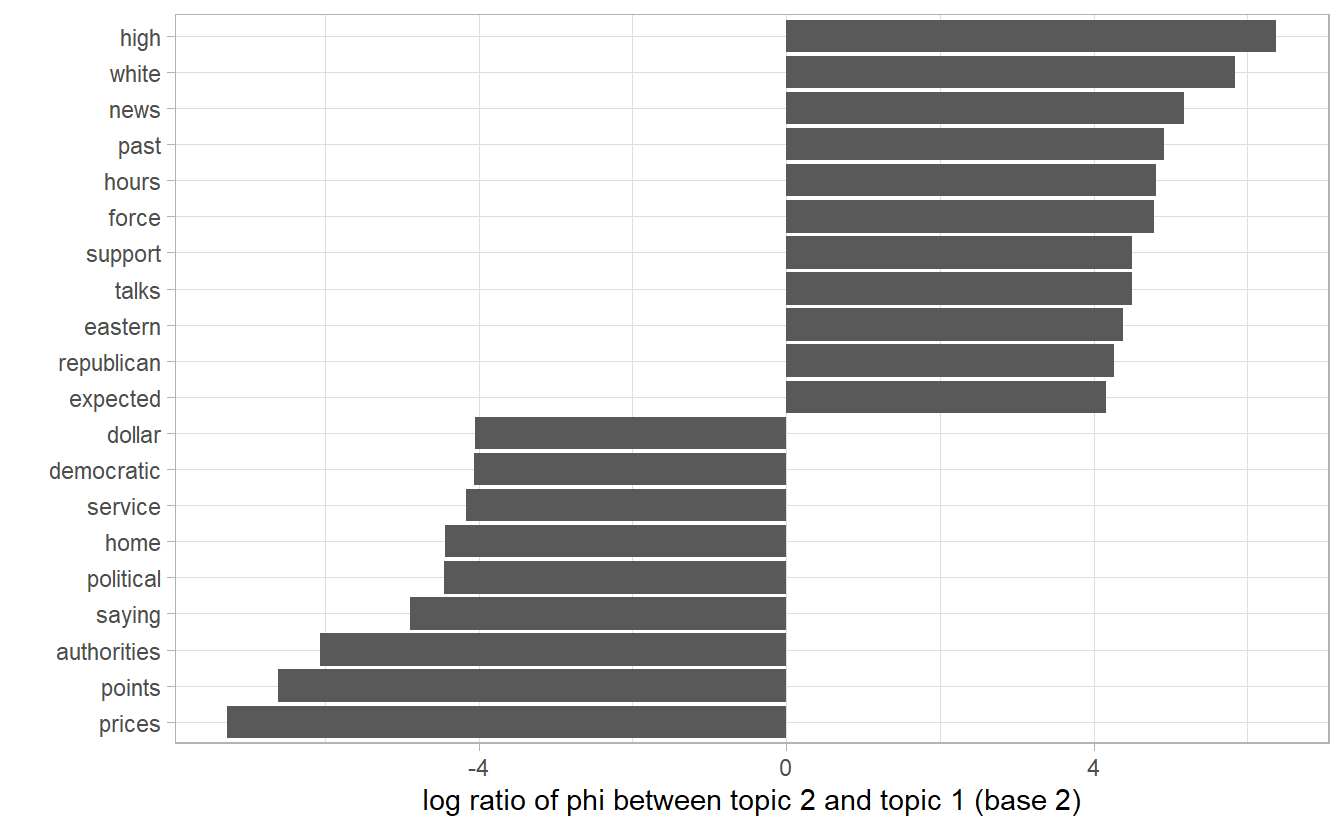 high
white
news
past
hours
force
support
talks
eastern
republican
expected
dollar
democratic
service
home
political
saying
authorities
points
prices
-4 0 4
log ratio of phi between topic 2 and topic 1 (base 2)